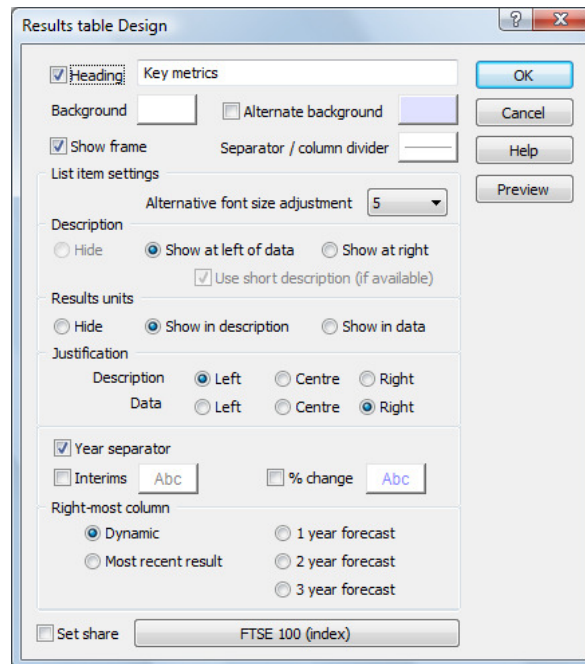 Results table Design
Heading Key metrics OK
Background Alternate background Cancel
Show frame Separator / column divider Help
List item settings
Alternative font size adjustment 5 Preview
Description
Hide Show at left of data Show at right
Use short description (if available)
Results units
Hide Show in description Show in data
Justification
Description Left Centre Right
Data Left Centre Right
Year separator
Interims Abc % change Abc
Right-most column
Dynamic 1 year forecast
Most recent result 2 year forecast
3 year forecast
Set share FTSE 100 (index)